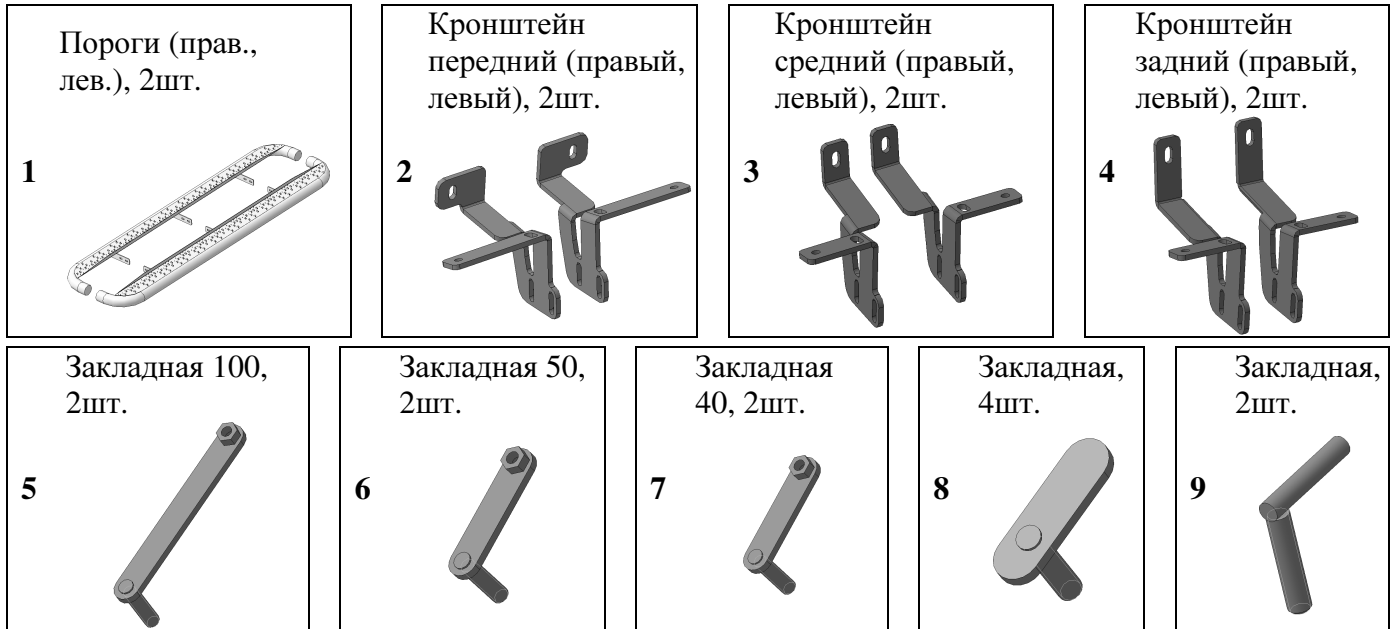 Пороги (прав.,
лев.), 2шт.
1
Кронштейн
передний (правый,
левый), 2шт.
2
Кронштейн
средний (правый,
левый), 2шт.
3
Кронштейн
задний (правый,
левый), 2шт.
4
Закладная 100,
2шт.
5
Закладная 50,
2шт.
6
Закладная
40, 2шт.
7
Закладная,
4шт.
8
Закладная,
2шт.
9